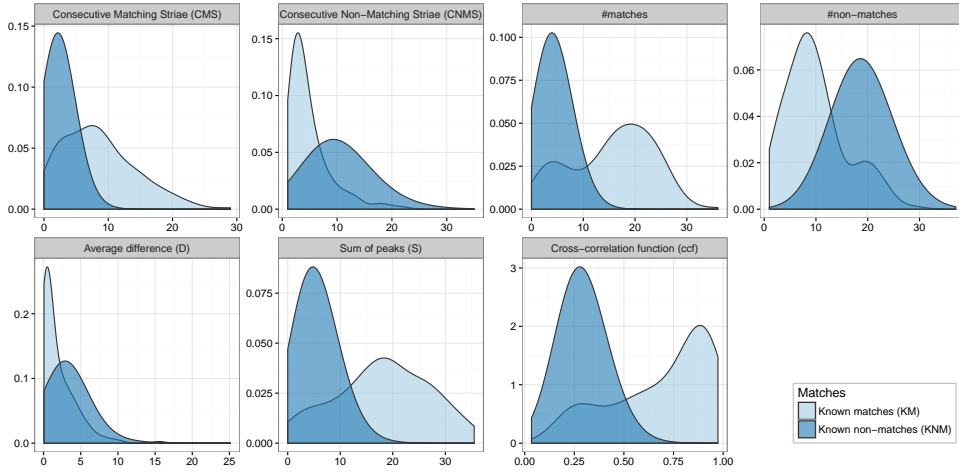 Consecutive Matching Striae (CMS)
Consecutive Non−Matching Striae (CNMS)
#matches
#non−matches
0.15
0.10
0.05
0.00
0 10 20 30
0.15
0.10
0.05
0.00
0 10 20 30
0.100
0.075
0.050
0.025
0.000
0 10 20 30
0.06
0.04
0.02
0.00
0 10 20 30
Average difference (D)
Sum of peaks (S)
Cross−correlation function (ccf)
0.2
0.1
0.0
0 5 10 15 20 25
0.075
0.050
0.025
0.000
0 10 20 30
3
2
1
0
0.00 0.25 0.50 0.75 1.00
Matches
Known matches (KM)
Known non−matches (KNM)